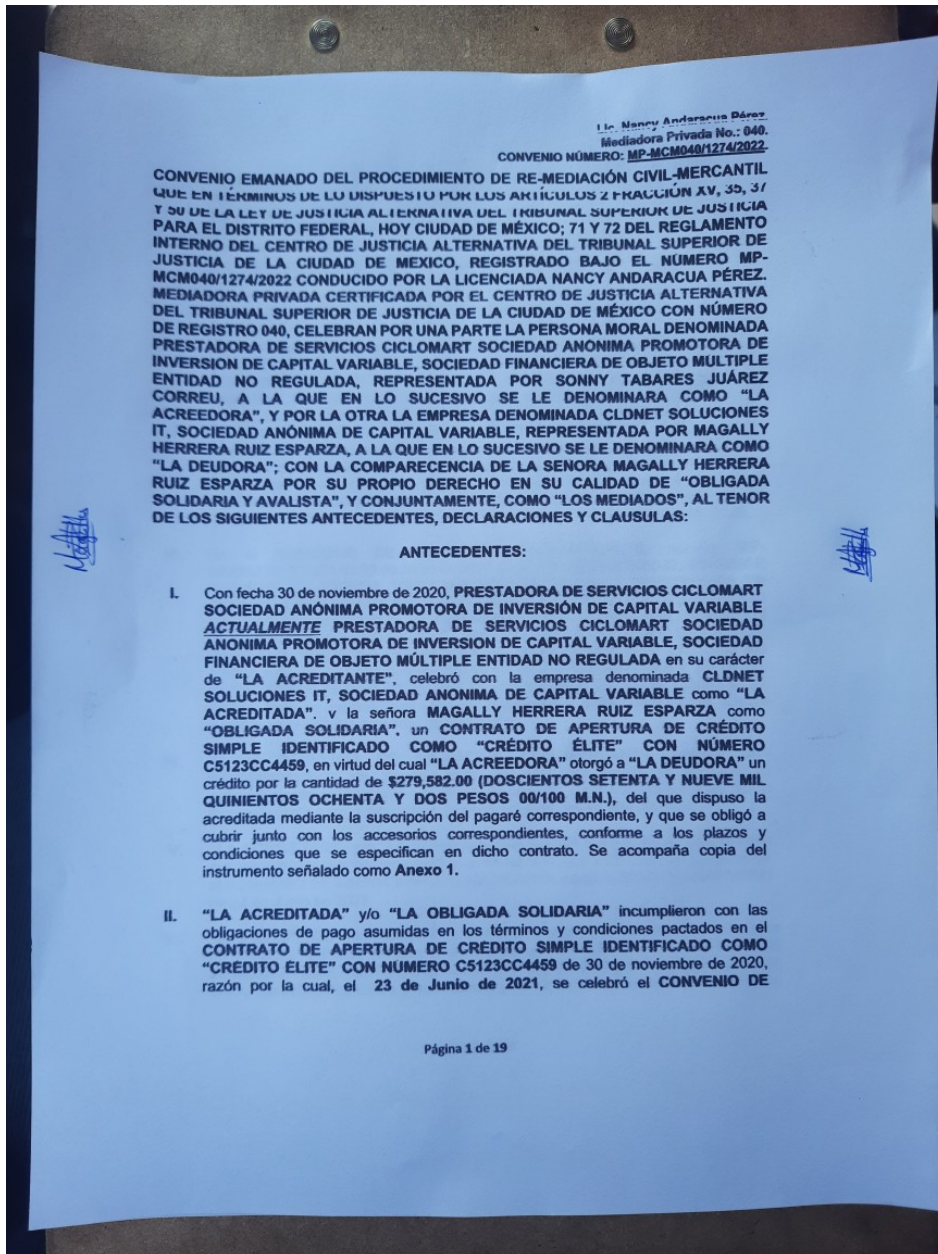 Lic. Nancy Andaracua Pérez.
Mediadora Privada No.: 040.
CONVENIO NÚMERO: MP-MCM040/1274/2022.
CONVENIO EMANADO DEL PROCEDIMIENTO DE RE-MEDIACIÓN CIVIL-MERCANTIL
QUE EN TÉRMINOS DE LO DISPUESTO POR LOS ARTÍCULOS 2 FRACCIÓN XV, 35, 37
Y 50 DE LA LEY DE JUSTICIA ALTERNATIVA DEL TRIBUNAL SUPERIOR DE JUSTICIA
PARA EL DISTRITO FEDERAL, HOY CIUDAD DE MÉXICO; 71 Y 72 DEL REGLAMENTO
INTERNO DEL CENTRO DE JUSTICIA ALTERNATIVA DEL TRIBUNAL SUPERIOR DE
JUSTICIA DE LA CIUDAD DE MEXICO, REGISTRADO BAJO EL NÚMERO MP-
MCM040/1274/2022 CONDUCIDO POR LA LICENCIADA NANCY ANDARACUA PÉREZ.
MEDIADORA PRIVADA CERTIFICADA POR EL CENTRO DE JUSTICIA ALTERNATIVA
DEL TRIBUNAL SUPERIOR DE JUSTICIA DE LA CIUDAD DE MÉXICO CON NÚMERO
DE REGISTRO 040, CELEBRAN POR UNA PARTE LA PERSONA MORAL DENOMINADA
PRESTADORA DE SERVICIOS CICLOMART SOCIEDAD ANONIMA PROMOTORA DE
INVERSION DE CAPITAL VARIABLE, SOCIEDAD FINANCIERA DE OBJETO MÚLTIPLE
ENTIDAD NO REGULADA, REPRESENTADA POR SONNY TABARES JUÁREZ
CORREU, A LA QUE EN LO SUCESIVO SE LE DENOMINARA COMO “LA
ACREEDORA”, Y POR LA OTRA LA EMPRESA DENOMINADA CLDNET SOLUCIONES
IT, SOCIEDAD ANÓNIMA DE CAPITAL VARIABLE, REPRESENTADA POR MAGALLY
HERRERA RUIZ ESPARZA, A LA QUE EN LO SUCESIVO SE LE DENOMINARA COMO
“LA DEUDORA”; CON LA COMPARECENCIA DE LA SENORA MAGALLY HERRERA
RUIZ ESPARZA POR SU PROPIO DERECHO EN SU CALIDAD DE “OBLIGADA
SOLIDARIA Y AVALISTA”, Y CONJUNTAMENTE, COMO “LOS MEDIADOS”, AL TENOR
DE LOS SIGUIENTES ANTECEDENTES, DECLARACIONES Y CLAUSULAS:
ANTECEDENTES:
I. Con fecha 30 de noviembre de 2020, PRESTADORA DE SERVICIOS CICLOMART
SOCIEDAD ANÓNIMA PROMOTORA DE INVERSIÓN DE CAPITAL VARIABLE
ACTUALMENTE PRESTADORA DE SERVICIOS CICLOMART SOCIEDAD
ANONIMA PROMOTORA DE INVERSION DE CAPITAL VARIABLE, SOCIEDAD
FINANCIERA DE OBJETO MÚLTIPLE ENTIDAD NO REGULADA en su carácter
de “LA ACREDITANTE”, celebró con la empresa denominada CLDNET
SOLUCIONES IT, SOCIEDAD ANONIMA DE CAPITAL VARIABLE como “LA
ACREDITADA”. y la señora MAGALLY HERRERA RUIZ ESPARZA como
“OBLIGADA SOLIDARIA”. un CONTRATO DE APERTURA DE CRÉDITO
SIMPLE IDENTIFICADO COMO “CRÉDITO ÉLITE” CON NÚMERO
C5123CC4459, en virtud del cual “LA ACREEDORA” otorgó a “LA DEUDORA” un
crédito por la cantidad de $279,582.00 (DOSCIENTOS SETENTA Y NUEVE MIL
QUINIENTOS OCHENTA Y DOS PESOS 00/100 M.N.), del que dispuso la
acreditada mediante la suscripción del pagaré correspondiente, y que se obligó a
cubrir junto con los accesorios correspondientes, conforme a los plazos y
condiciones que se especifican en dicho contrato. Se acompaña copia del
instrumento señalado como Anexo 1.
II. “LA ACREDITADA” y/o “LA OBLIGADA SOLIDARIA” incumplieron con las
obligaciones de pago asumidas en los términos y condiciones pactados en el
CONTRATO DE APERTURA DE CRÉDITO SIMPLE IDENTIFICADO COMO
“CRÉDITO ÉLITE” CON NÚMERO C5123CC4459 de 30 de noviembre de 2020,
razón por la cual, el 23 de Junio de 2021, se celebró el CONVENIO DE
Página 1 de 19